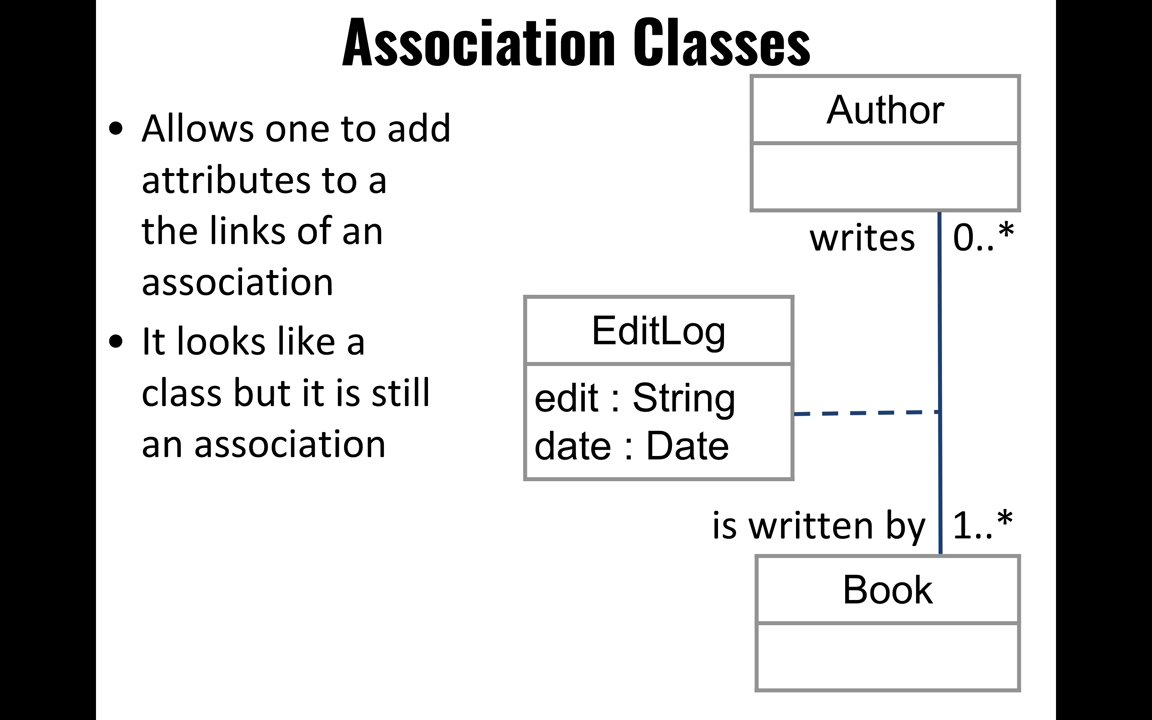 Association Classes
• Allows one to add
attributes to a
the links of an
association
• It looks like a
class but it is still
an association
Author
writes 0..*
EditLog
edit : String
date : Date
is written by 1..*
Book